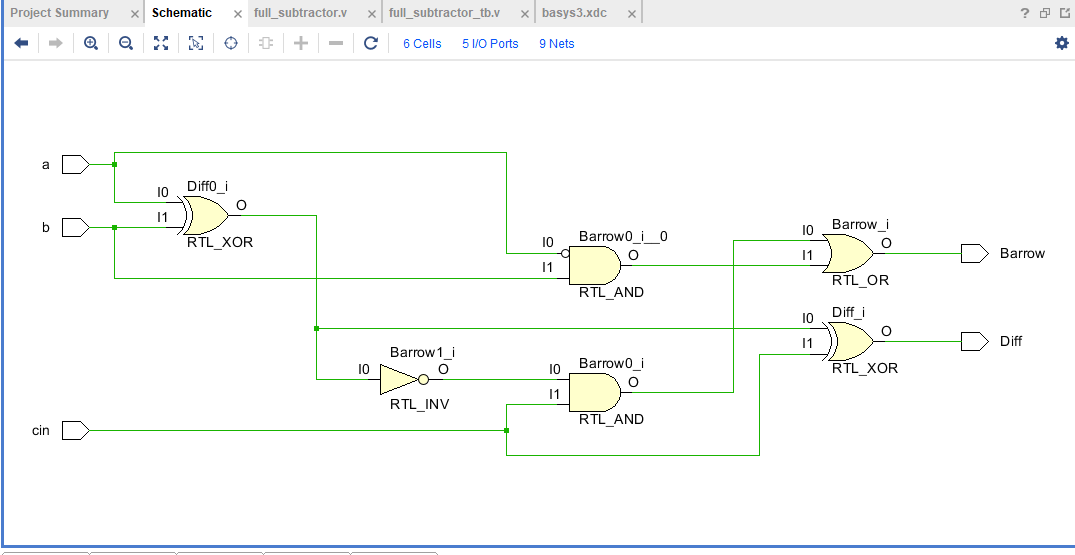 Project Summary
Schematic
full_subtractor.v
full_subtractor_tb.v
basys3.xdc
6 Cells
5 I/O Ports
9 Nets
a
b
cin
I0
I1
Diff0_i
O
RTL_XOR
I0
I1
Barrow0_i__0
O
RTL_AND
I0
I1
Barrow_i
O
RTL_OR
Barrow
I0
I1
Diff_i
O
RTL_XOR
Diff
I0
Barrow1_i
O
RTL_INV
I0
I1
Barrow0_i
O
RTL_AND